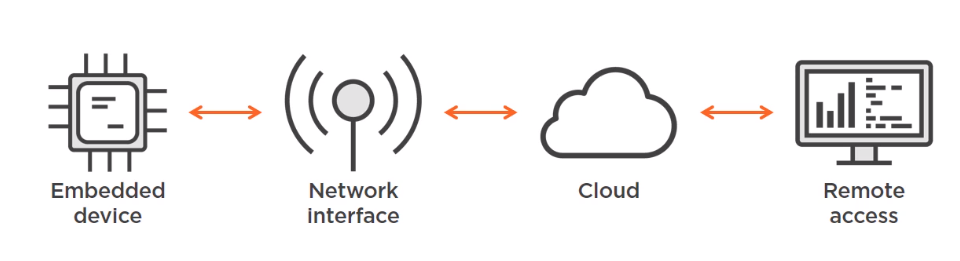 Embedded
device
Network
interface
Cloud
Remote
access